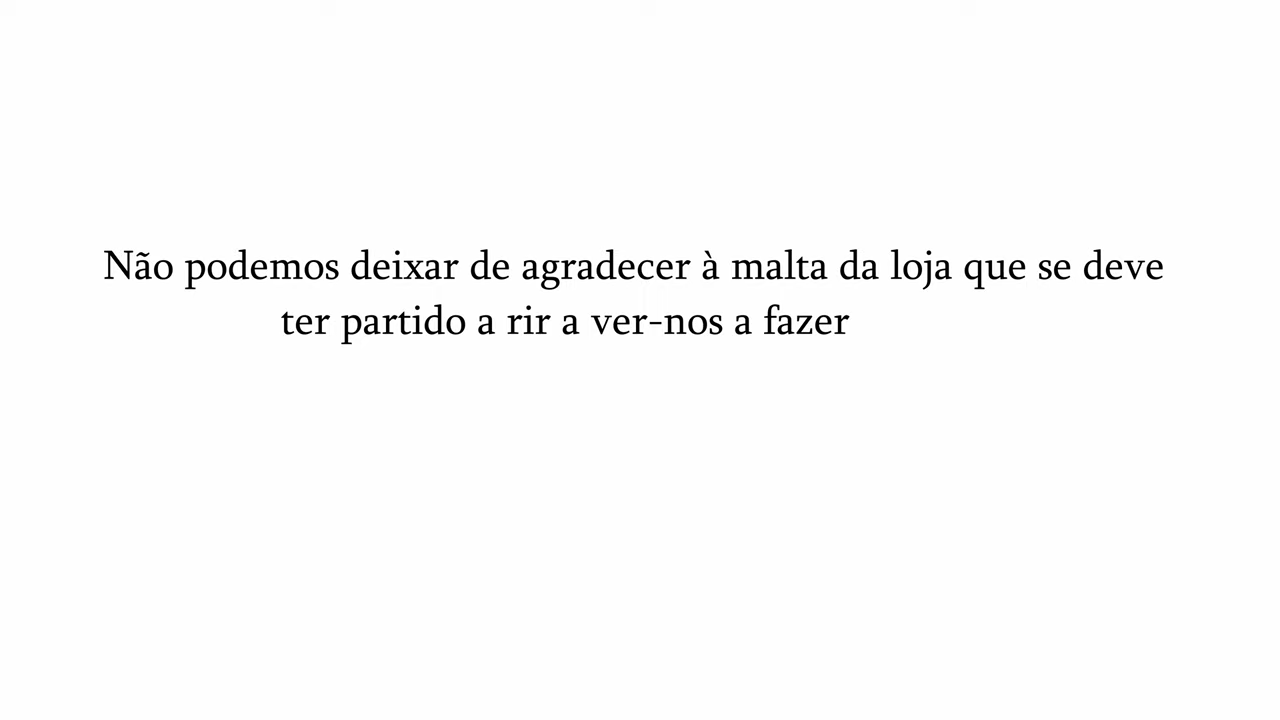 Não podemos deixar de agradecer à malta da loja que se deve
ter partido a rir a ver-nos a fazer